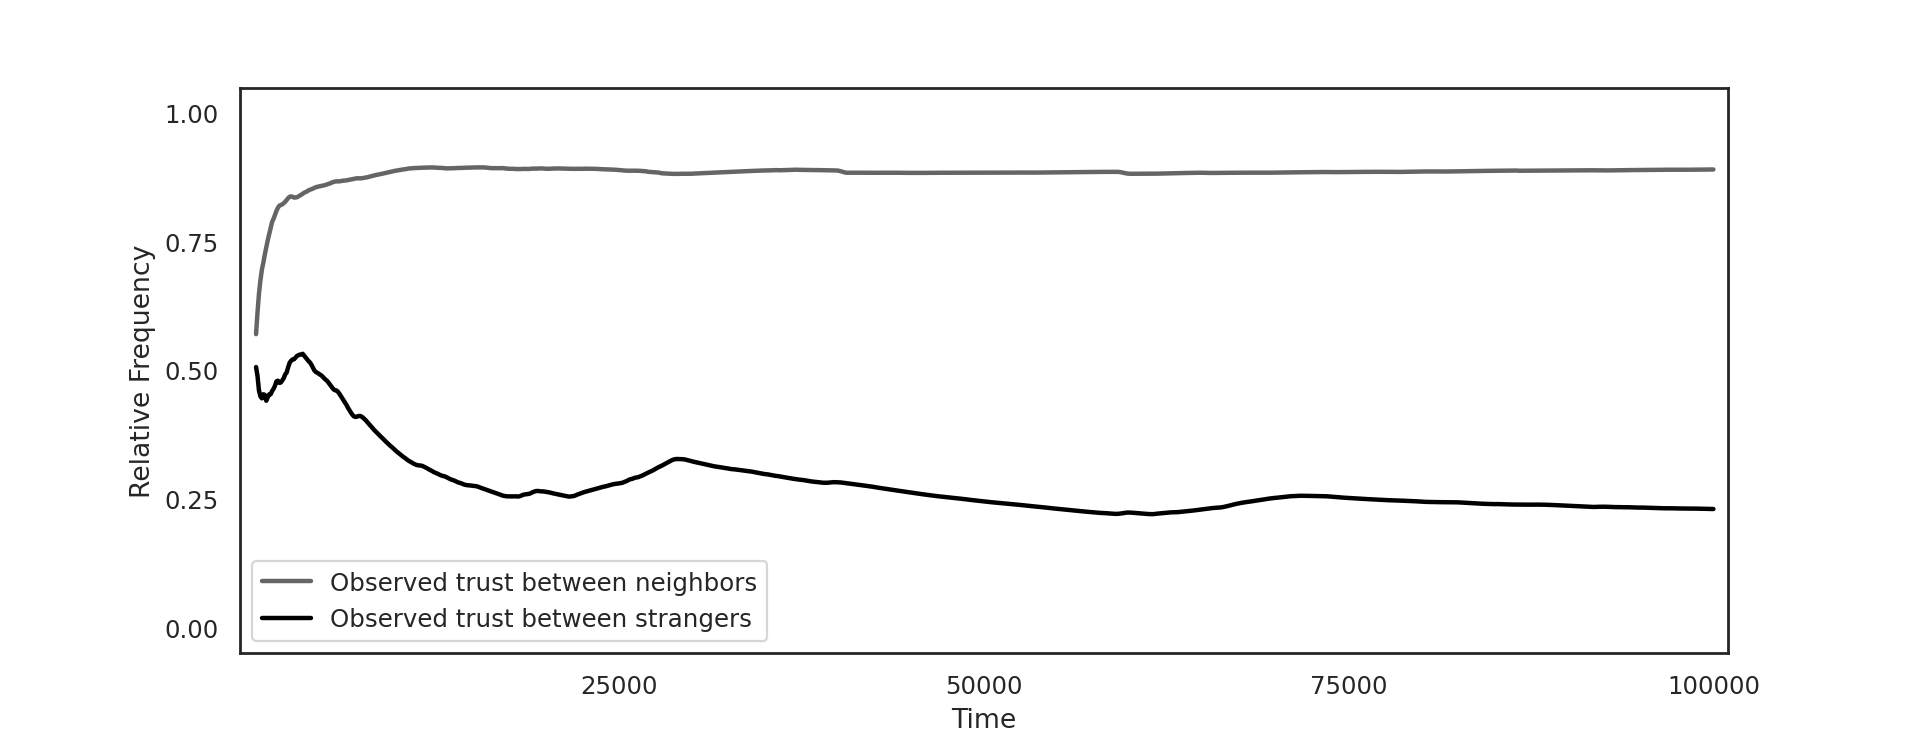 1.00
0.75
0.50
0.25
0.00
Relative Frequency
Observed trust between neighbors
Observed trust between strangers
25000
50000
75000
100000
Time